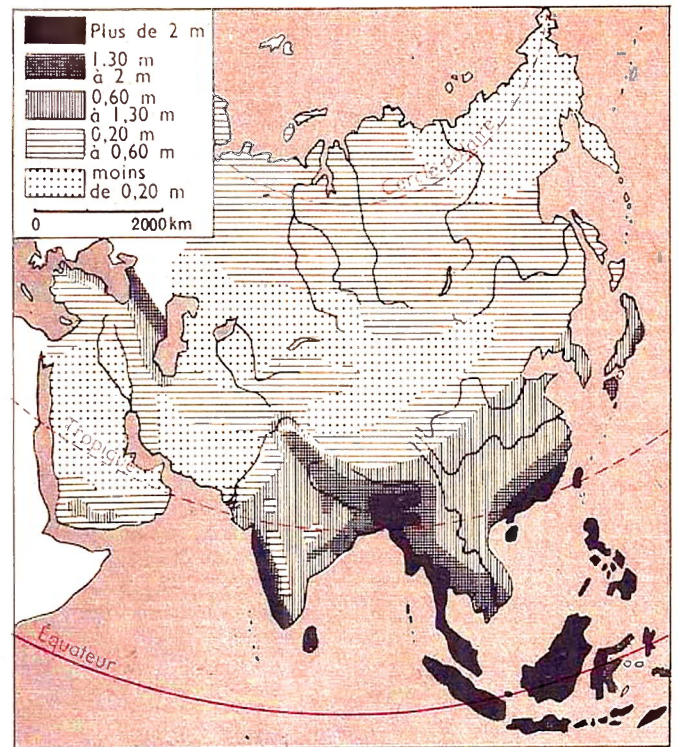 Plus de 2 m
1.30 m
à 2 m
0,60 m
à 1,30 m
0,20 m
à 0,60 m
moins
de 0,20 m
0 2000 km
Cercle polaire
Tropique
Équateur